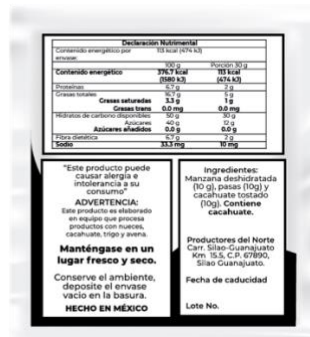 Declaración Nutrimental
Contenido energético por envase: 113 kcal (474 kJ)
100 g Porción 30 g
Contenido energético 376.7 kcal (1580 kJ) 113 kcal (474 kJ)
Proteínas 6.7 g 2 g
Grasas totales 16.7 g 5 g
Grasas saturadas 3.3 g 1 g
Grasas trans 0.0 mg 0.0 mg
Hidratos de carbono disponibles 50 g 30 g
Azúcares 40 g 12 g
Azúcares añadidos 0.0 g 0.0 g
Fibra dietética 6.7 g 2 g
Sodio 33.3 mg 10 mg
"Este producto puede
causar alergia e
intolerancia a su
consumo"
ADVERTENCIA:
Este producto es elaborado
en equipo que procesa
productos con nueces,
cacahuate, trigo y avena.
Manténgase en un
lugar fresco y seco.
Conserve el ambiente,
deposite el envase
vacio en la basura.
HECHO EN MÉXICO
Ingredientes:
Manzana deshidratada
(10 g), pasas (10g) y
cacahuate tostado
(10g). Contiene
cacahuate.
Productores del Norte
Carr. Silao-Guanajuato
Km 15.5, C.P. 67890,
Silao Guanajuato.
Fecha de caducidad
Lote No.